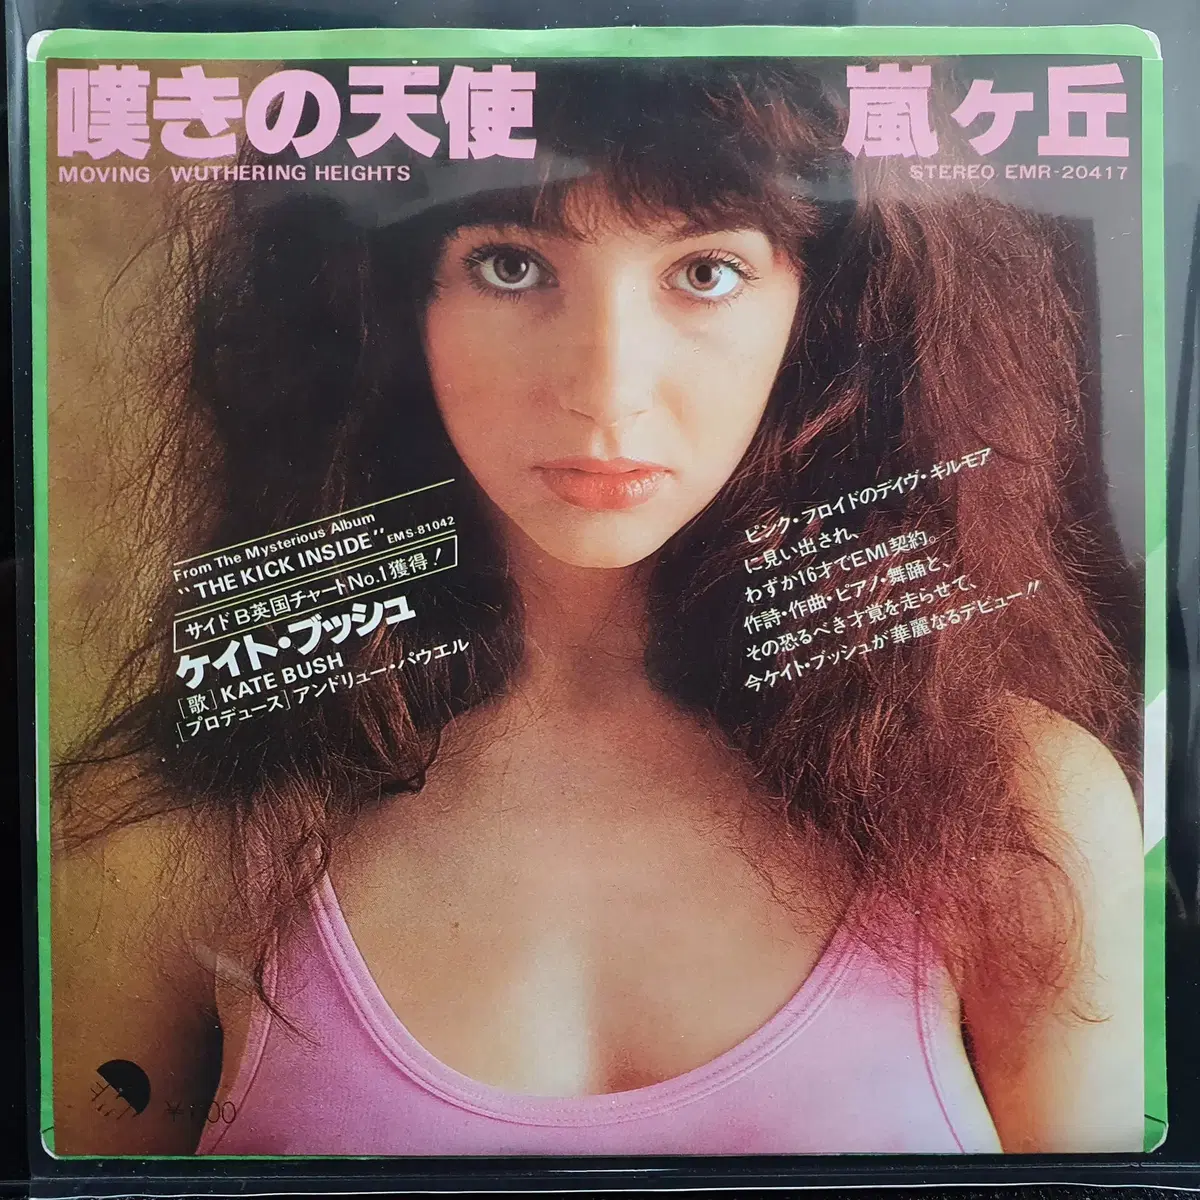 嘆きの天使 嵐ヶ丘
MOVING WUTHERING HEIGHTS STEREO EMR-20417
From The Mysterious Album
"THE KICK INSIDE" EMS-81042
サイドB英国チャートNo.1獲得!
ケイト・ブッシュ
[歌] KATE BUSH
[プロデュース] アンドリュー・パウエル
ピンク・フロイドのデイヴ・ギルモア
に見い出され、
わずか16才でEMI契約。
作詩・作曲・ピアノ・舞踊と、
その恐るべき才覚を走らせて、
今ケイト・ブッシュが華麗なるデビュー!!